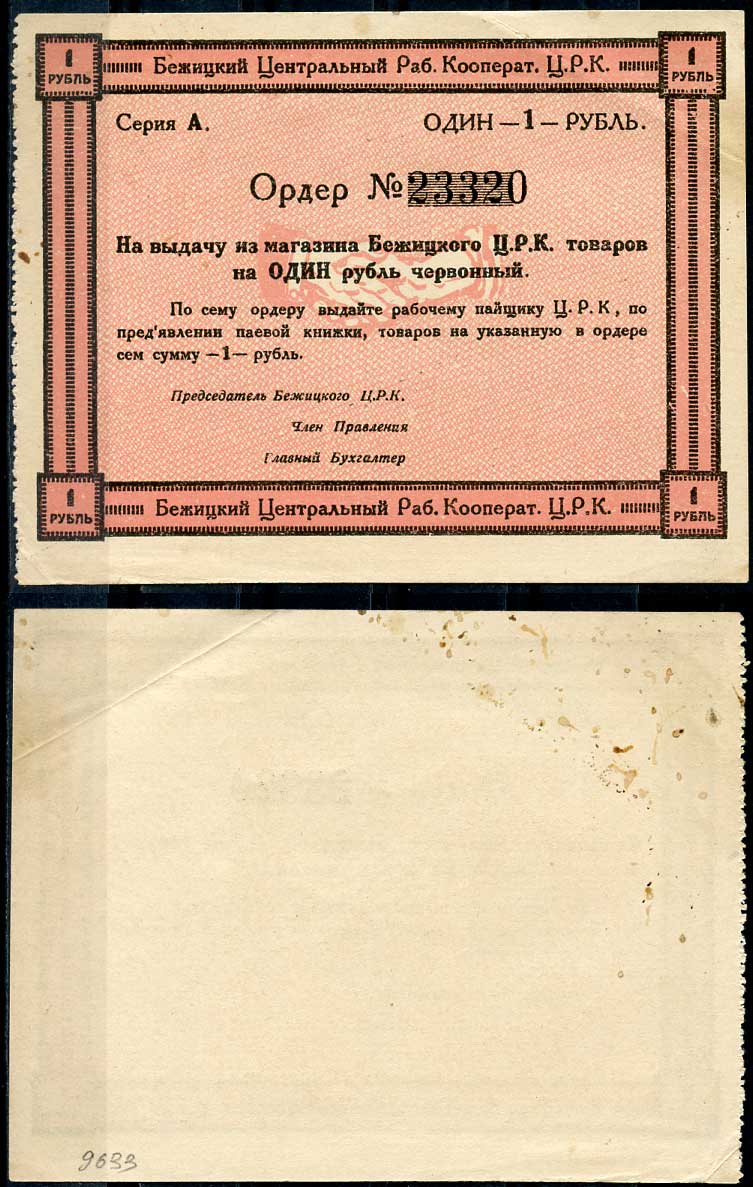 1 РУБЛЬ
Бежицкий Центральный Раб. Кооперат. Ц.Р.К.
1 РУБЛЬ
Серия А.
ОДИН —1— РУБЛЬ.
Ордер № 23320
На выдачу из магазина Бежицкого Ц.Р.К. товаров
на ОДИН рубль червонный.
По сему ордеру выдайте рабочему пайщику Ц. Р. К, по
пред'явлении паевой книжки, товаров на указанную в ордере
сем сумму —1— рубль.
Председатель Бежицкого Ц.Р.К.
Член Правления
Главный Бухгалтер
1 РУБЛЬ
Бежицкий Центральный Раб. Кооперат. Ц.Р.К.
1 РУБЛЬ
9633